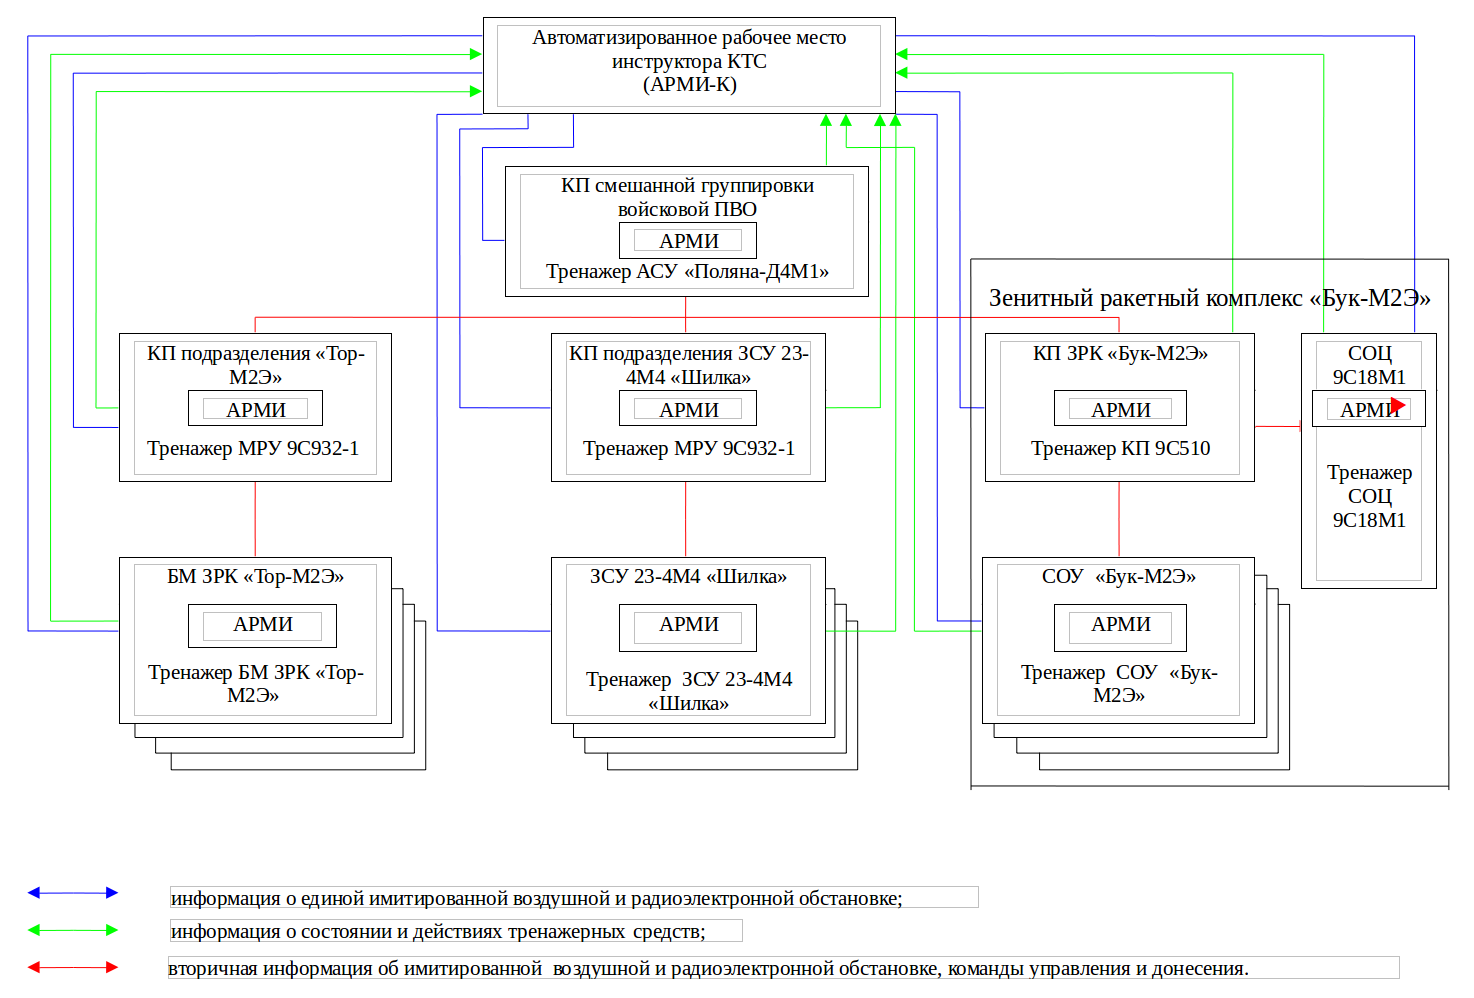 Автоматизированное рабочее место
инструктора КТС
(АРМИ-К)
КП смешанной группировки
войсковой ПВО
АРМИ
Тренажер АСУ «Поляна-Д4М1»
Зенитный ракетный комплекс «Бук-М2Э»
КП подразделения «Тор-
М2Э»
АРМИ
Тренажер МРУ 9С932-1
КП подразделения ЗСУ 23-
4М4 «Шилка»
АРМИ
Тренажер МРУ 9С932-1
КП ЗРК «Бук-М2Э»
АРМИ
Тренажер КП 9С510
СОЦ
9С18М1
АРМИ
Тренажер
СОЦ
9С18М1
БМ ЗРК «Тор-М2Э»
АРМИ
Тренажер БМ ЗРК «Тор-
М2Э»
ЗСУ 23-4М4 «Шилка»
АРМИ
Тренажер ЗСУ 23-4М4
«Шилка»
СОУ «Бук-М2Э»
АРМИ
Тренажер СОУ «Бук-
М2Э»
информация о единой имитированной воздушной и радиоэлектронной обстановке;
информация о состоянии и действиях тренажерных средств;
вторичная информация об имитированной воздушной и радиоэлектронной обстановке, команды управления и донесения.